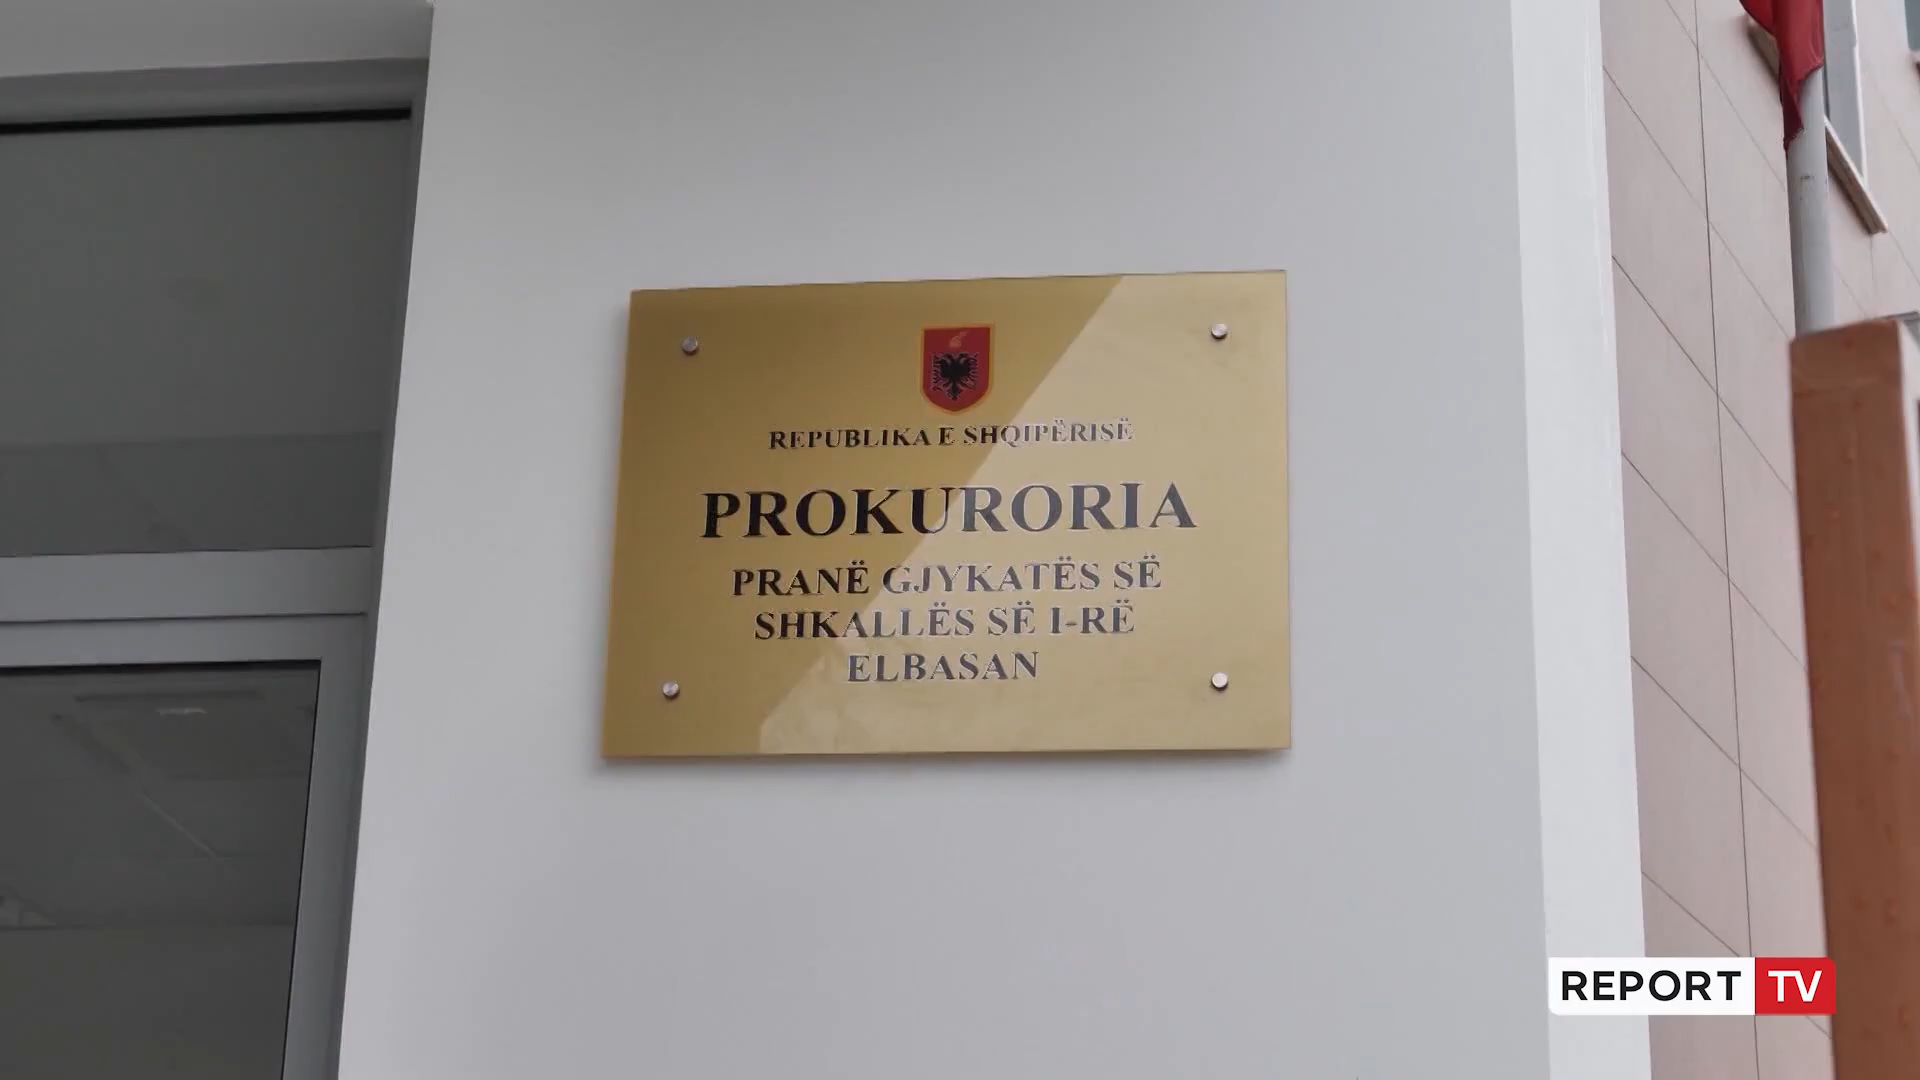 REPUBLIKA E SHQIPËRISË
PROKURORIA
PRANË GJYKATËS SË
SHKALLËS SË I-RË
ELBASAN
REPORT TV